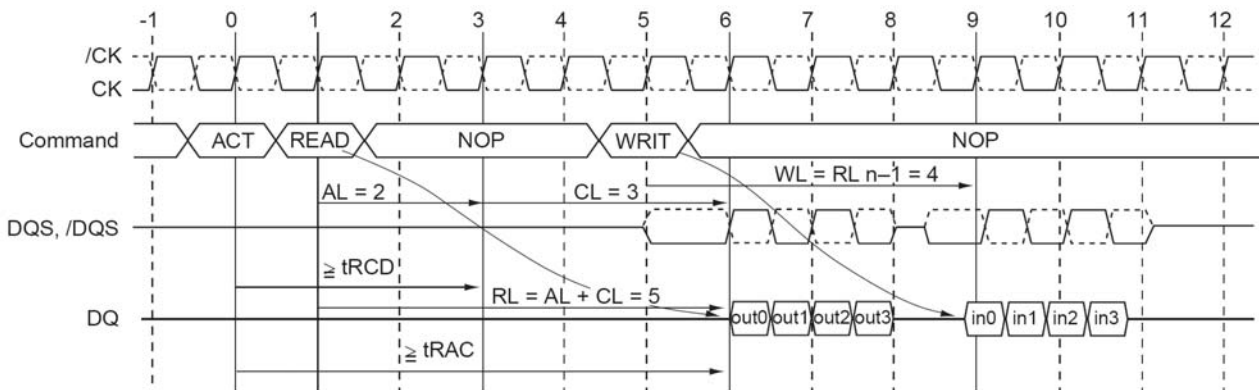 -1 0 1 2 3 4 5 6 7 8 9 10 11 12
/CK
CK
Command ACT READ NOP WRIT NOP
WL = RL n–1 = 4
AL = 2 CL = 3
DQS, /DQS
≧ tRCD
RL = AL + CL = 5
DQ out0 out1 out2 out3 in0 in1 in2 in3
≧ tRAC